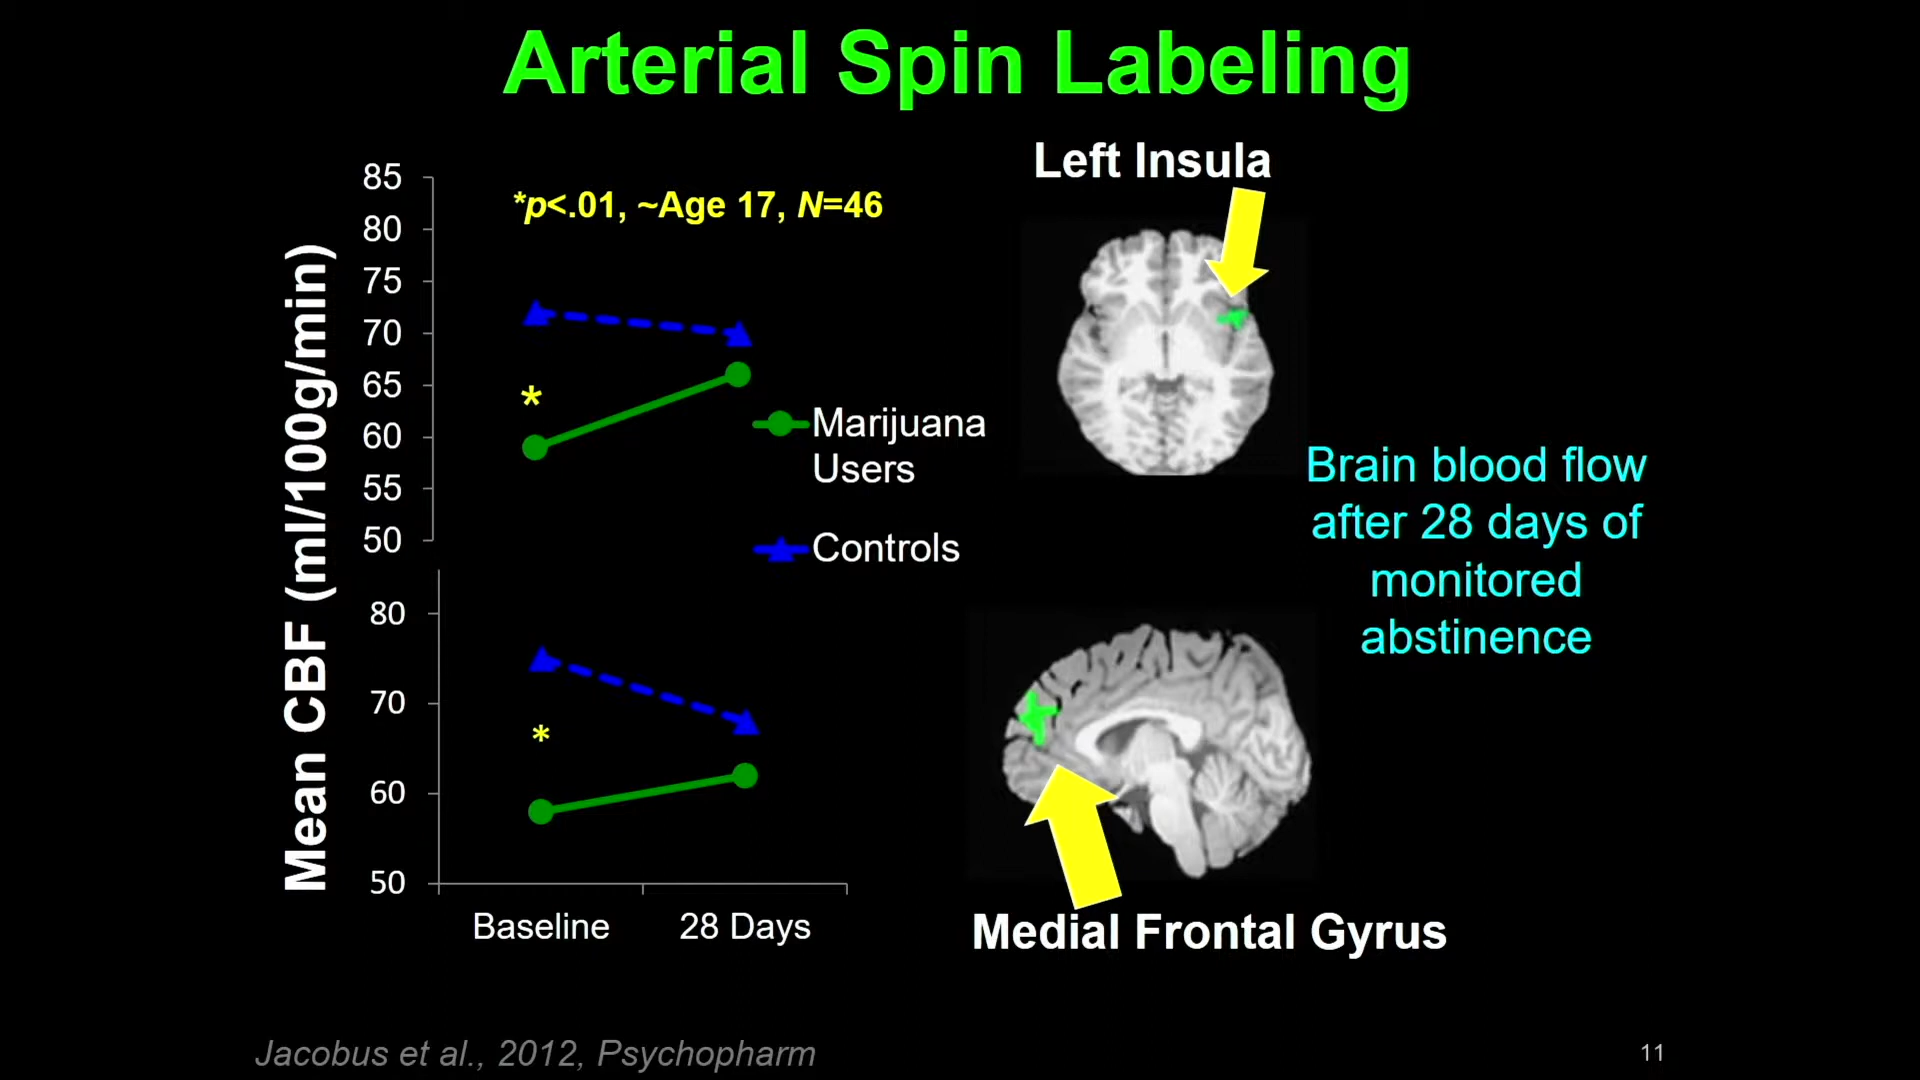 Arterial Spin Labeling
Left Insula
*p<.01, ~Age 17, N=46
Mean CBF (ml/100g/min)
85
80
75
70
65
60
55
50
Marijuana
Users
Controls
80
70
60
50
*
*
Baseline
28 Days
Brain blood flow
after 28 days of
monitored
abstinence
Medial Frontal Gyrus
Jacobus et al., 2012, Psychopharm
11